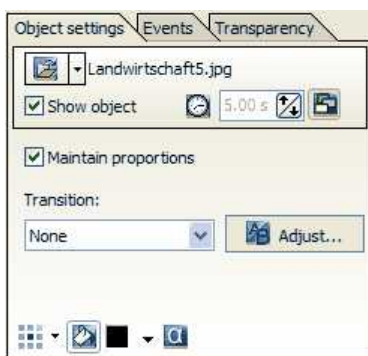 Object settings Events Transparency
Landwirtschaft5.jpg
Show object 5.00 s
Maintain proportions
Transition:
None Adjust...